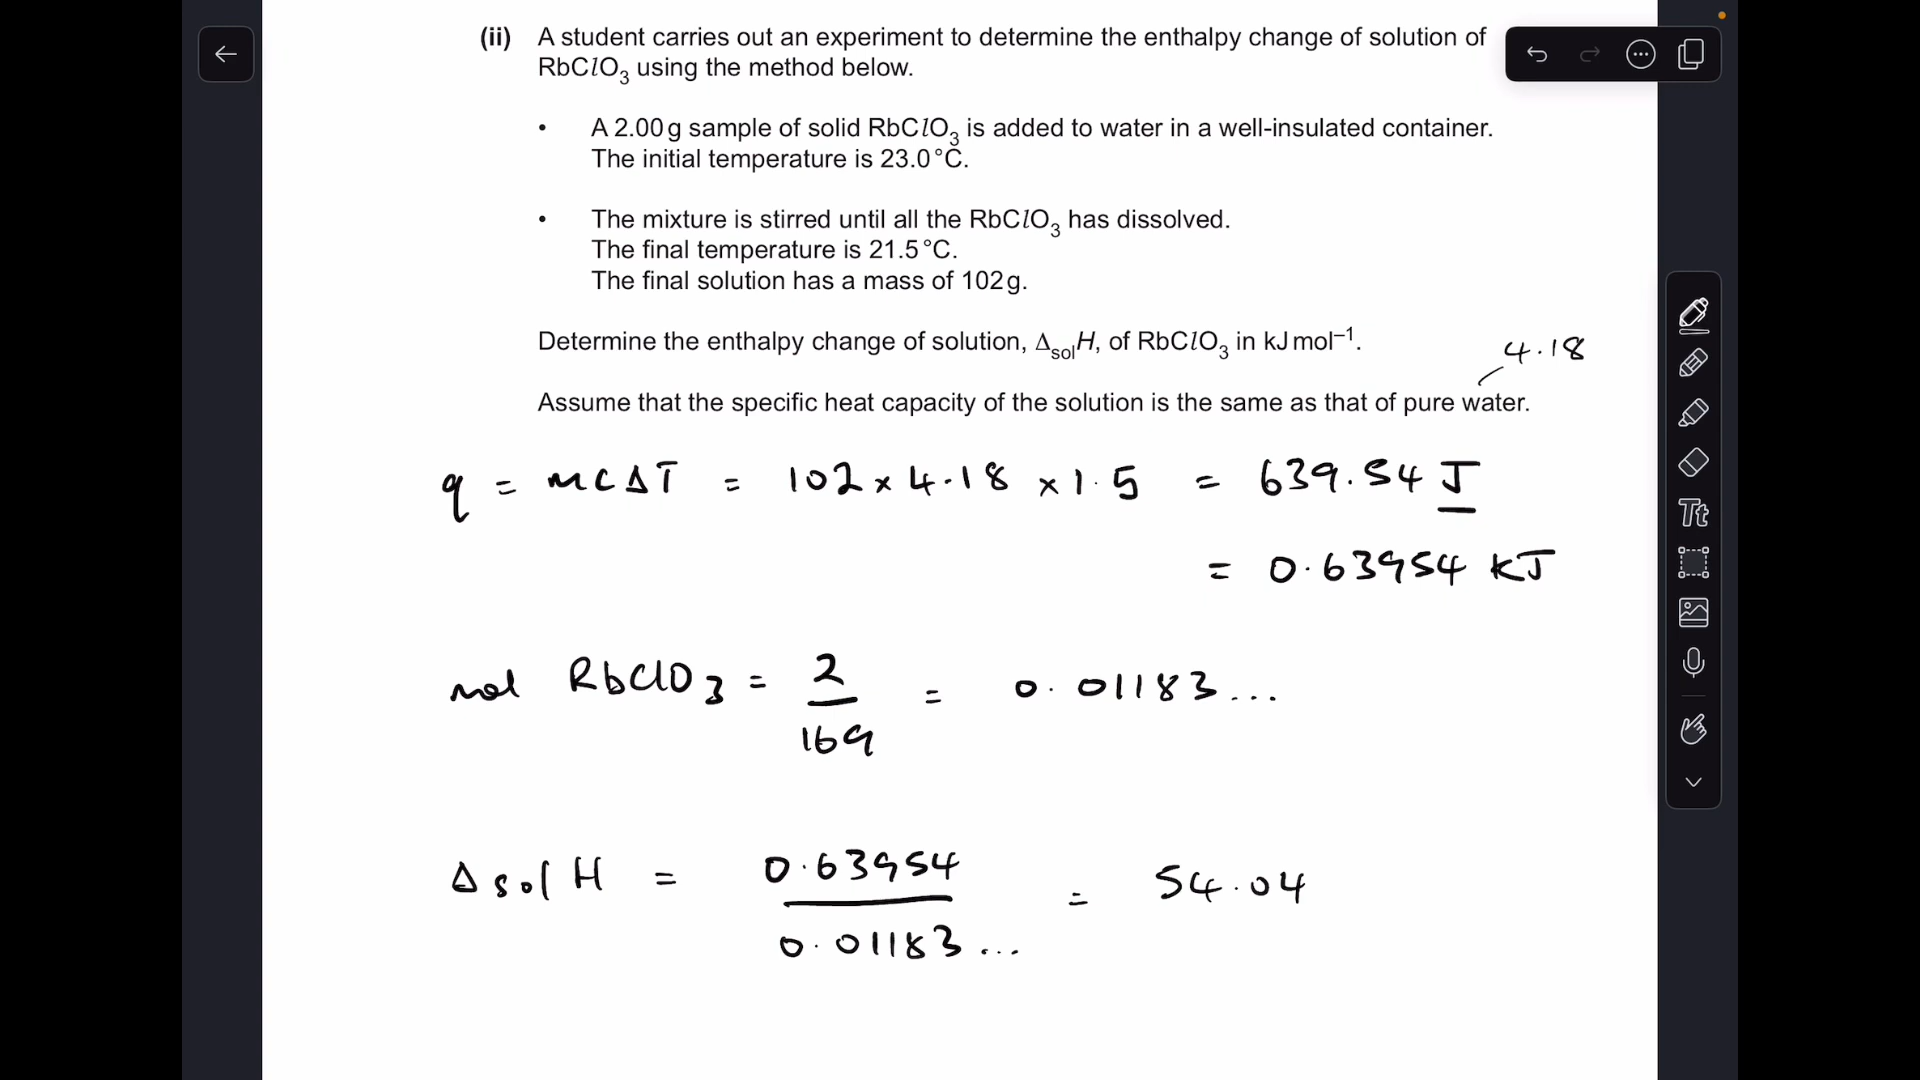 (ii) A student carries out an experiment to determine the enthalpy change of solution of
RbClO₃ using the method below.
• A 2.00 g sample of solid RbClO₃ is added to water in a well-insulated container.
The initial temperature is 23.0 °C.
• The mixture is stirred until all the RbClO₃ has dissolved.
The final temperature is 21.5 °C.
The final solution has a mass of 102 g.
Determine the enthalpy change of solution, ΔsolH, of RbClO₃ in kJ mol⁻¹.
4.18
Assume that the specific heat capacity of the solution is the same as that of pure water.
q = mcΔT = 102 × 4.18 × 1.5 = 639.54 J
= 0.63954 KJ
mol RbClO₃ = 2/169 = 0.01183...
Δsol H = 0.63954/0.01183... = 54.04
Tt